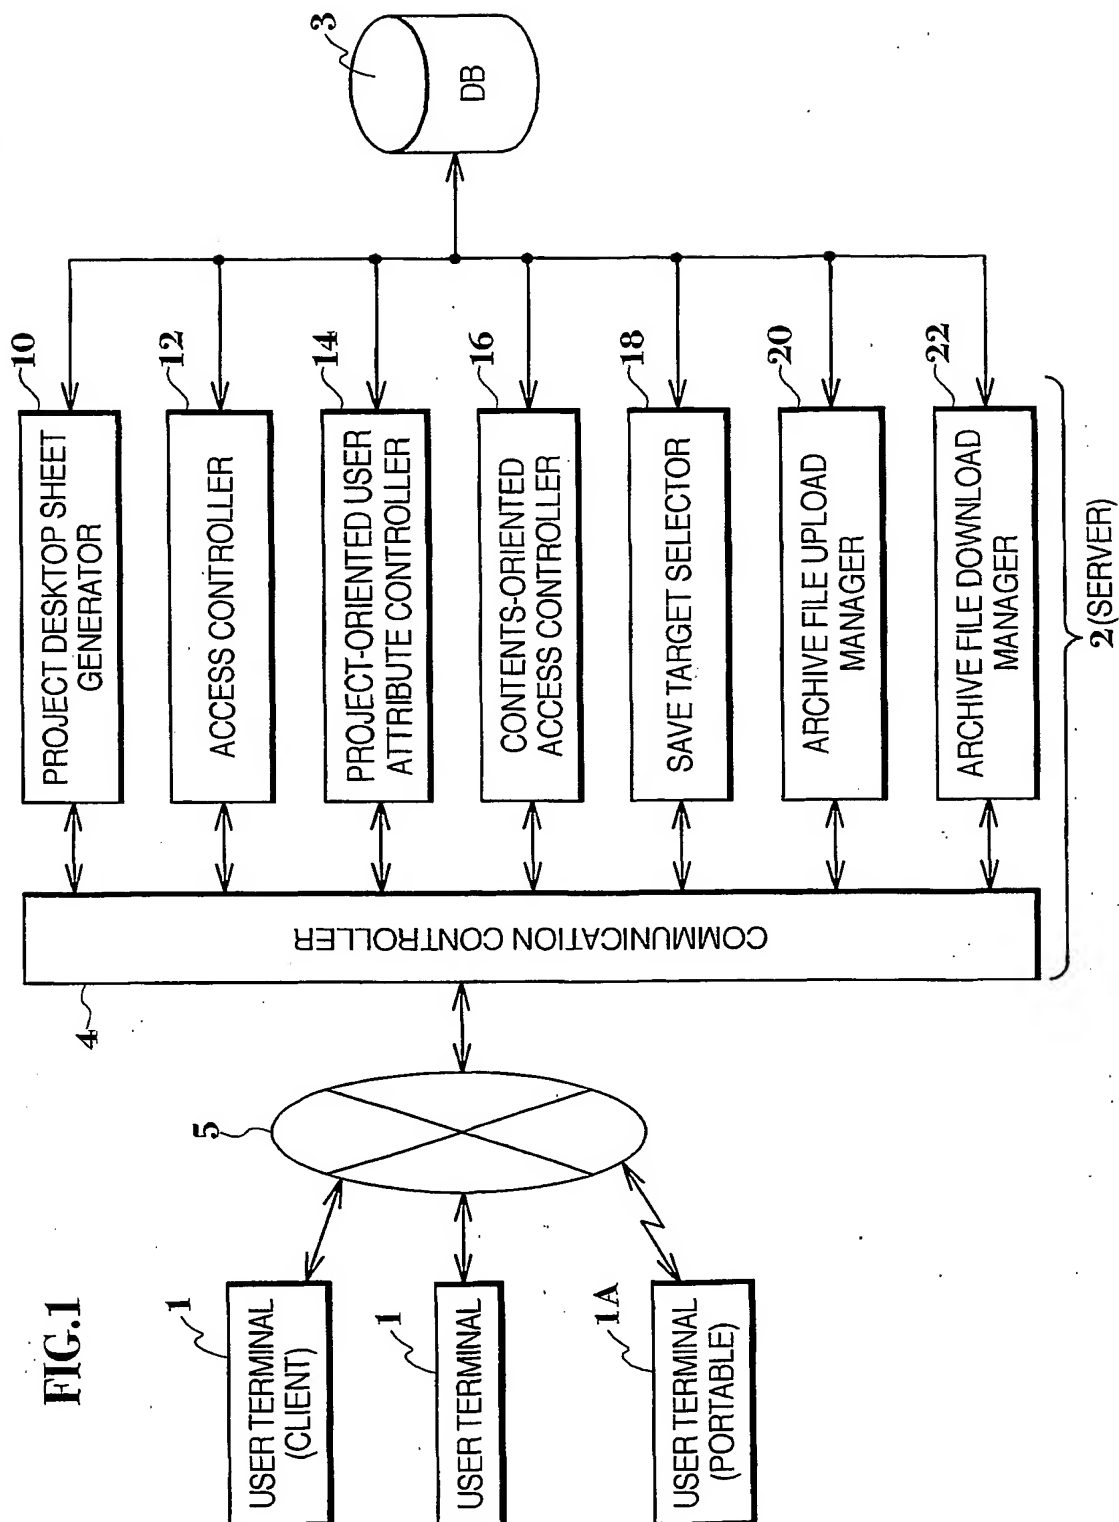 FIG.1
1
USER TERMINAL
(CLIENT)
1
USER TERMINAL
1A
USER TERMINAL
(PORTABLE)
5
4
COMMUNICATION CONTROLLER
10
PROJECT DESKTOP SHEET
GENERATOR
12
ACCESS CONTROLLER
14
PROJECT-ORIENTED USER
ATTRIBUTE CONTROLLER
16
CONTENTS-ORIENTED
ACCESS CONTROLLER
18
SAVE TARGET SELECTOR
20
ARCHIVE FILE UPLOAD
MANAGER
22
ARCHIVE FILE DOWNLOAD
MANAGER
2(SERVER)
3
DB